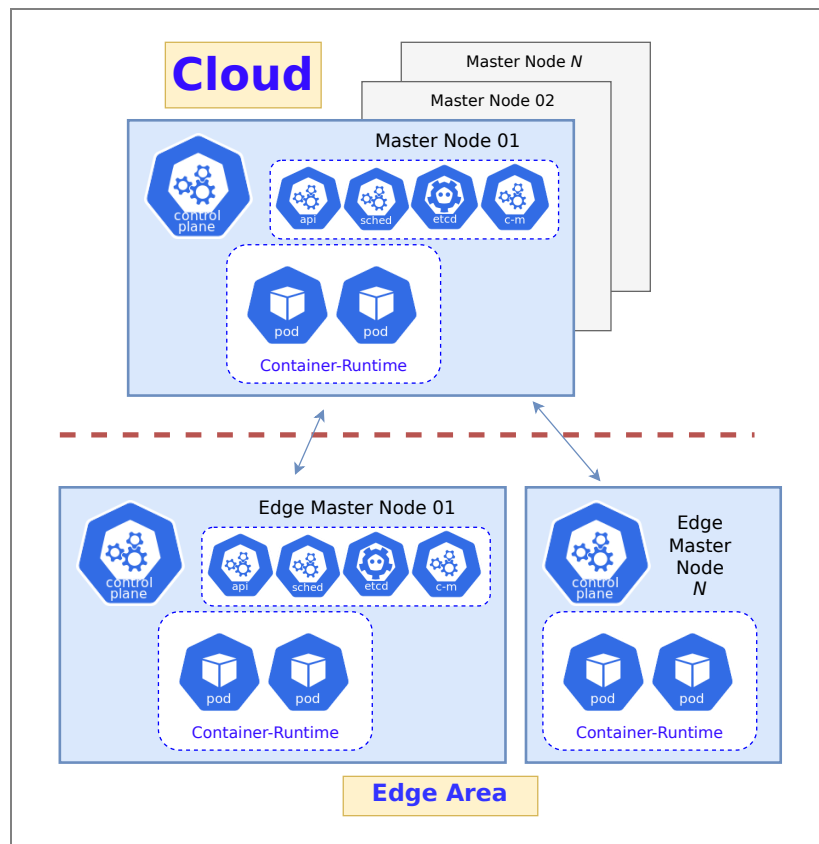 Cloud
Master Node N
Master Node 02
Master Node 01
control
plane
api
sched
etcd
c-m
pod
pod
Container-Runtime
Edge Master Node 01
control
plane
api
sched
etcd
c-m
pod
pod
Container-Runtime
Edge
Master
Node
N
control
plane
pod
pod
Container-Runtime
Edge Area